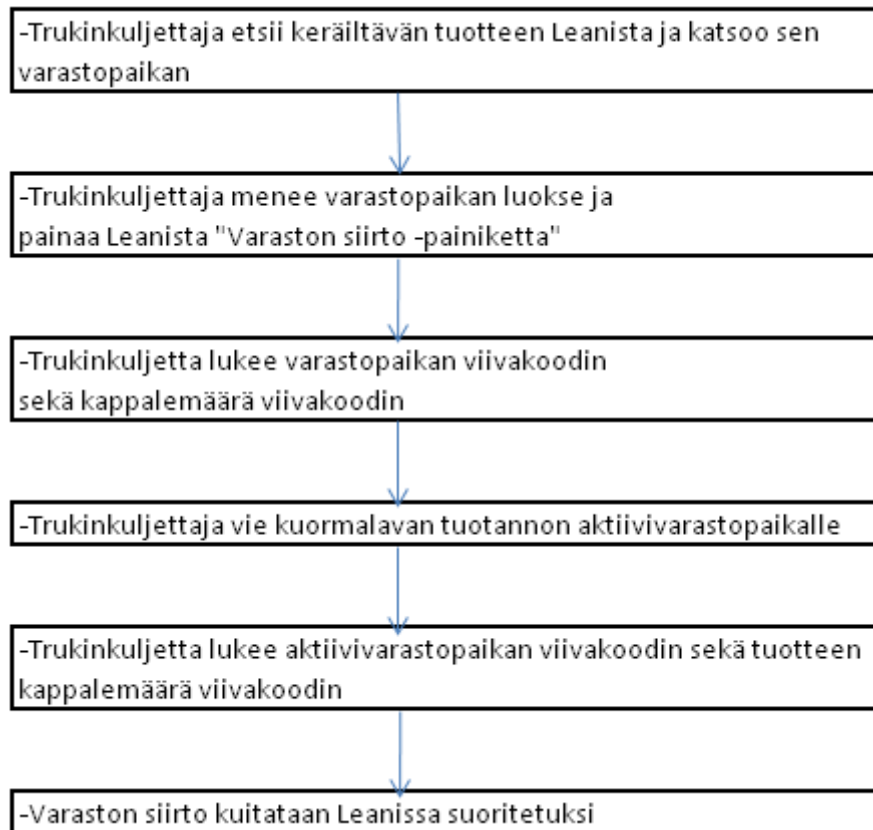 -Trukinkuljettaja etsii keräiltävän tuotteen Leanista ja katsoo sen
varastopaikan
-Trukinkuljettaja menee varastopaikan luokse ja
painaa Leanista "Varaston siirto -painiketta"
-Trukinkuljetta lukee varastopaikan viivakoodin
sekä kappalemäärä viivakoodin
-Trukinkuljettaja vie kuormalavan tuotannon aktiivivarastopaikalle
-Trukinkuljetta lukee aktiivivarastopaikan viivakoodin sekä tuotteen
kappalemäärä viivakoodin
-Varaston siirto kuitataan Leanissa suoritetuksi